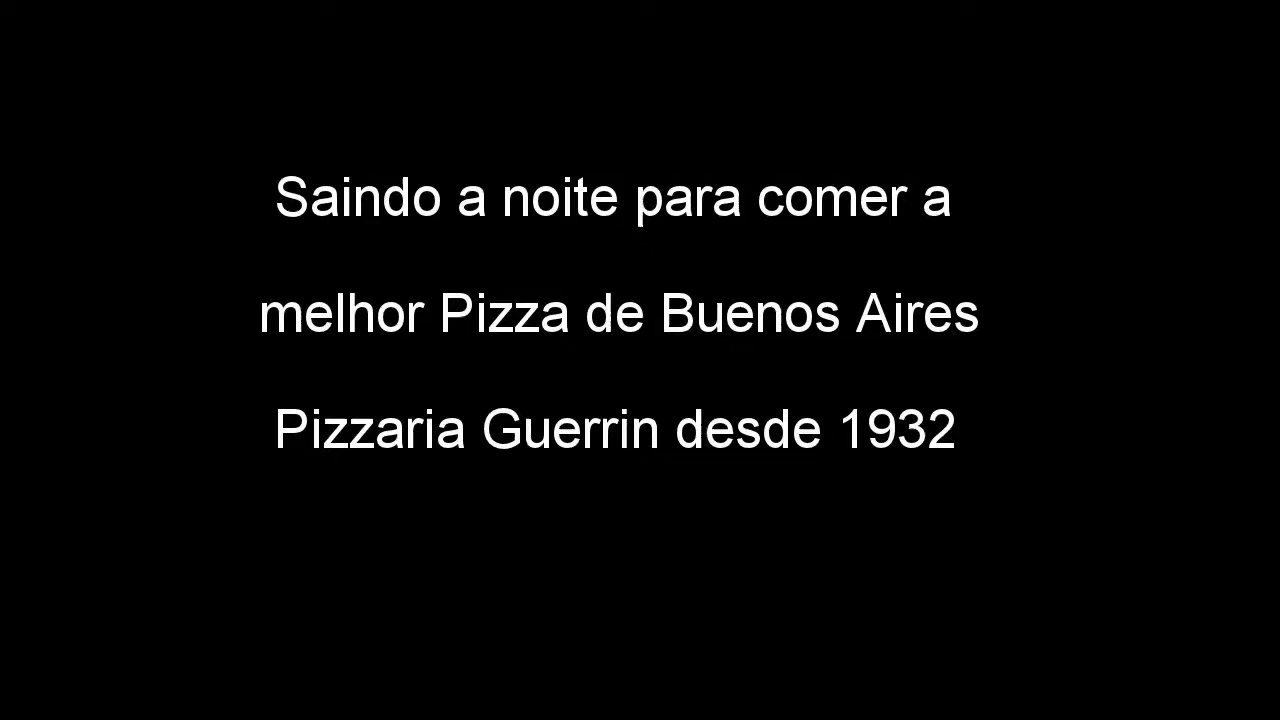 Saindo a noite para comer a
melhor Pizza de Buenos Aires
Pizzaria Guerrin desde 1932